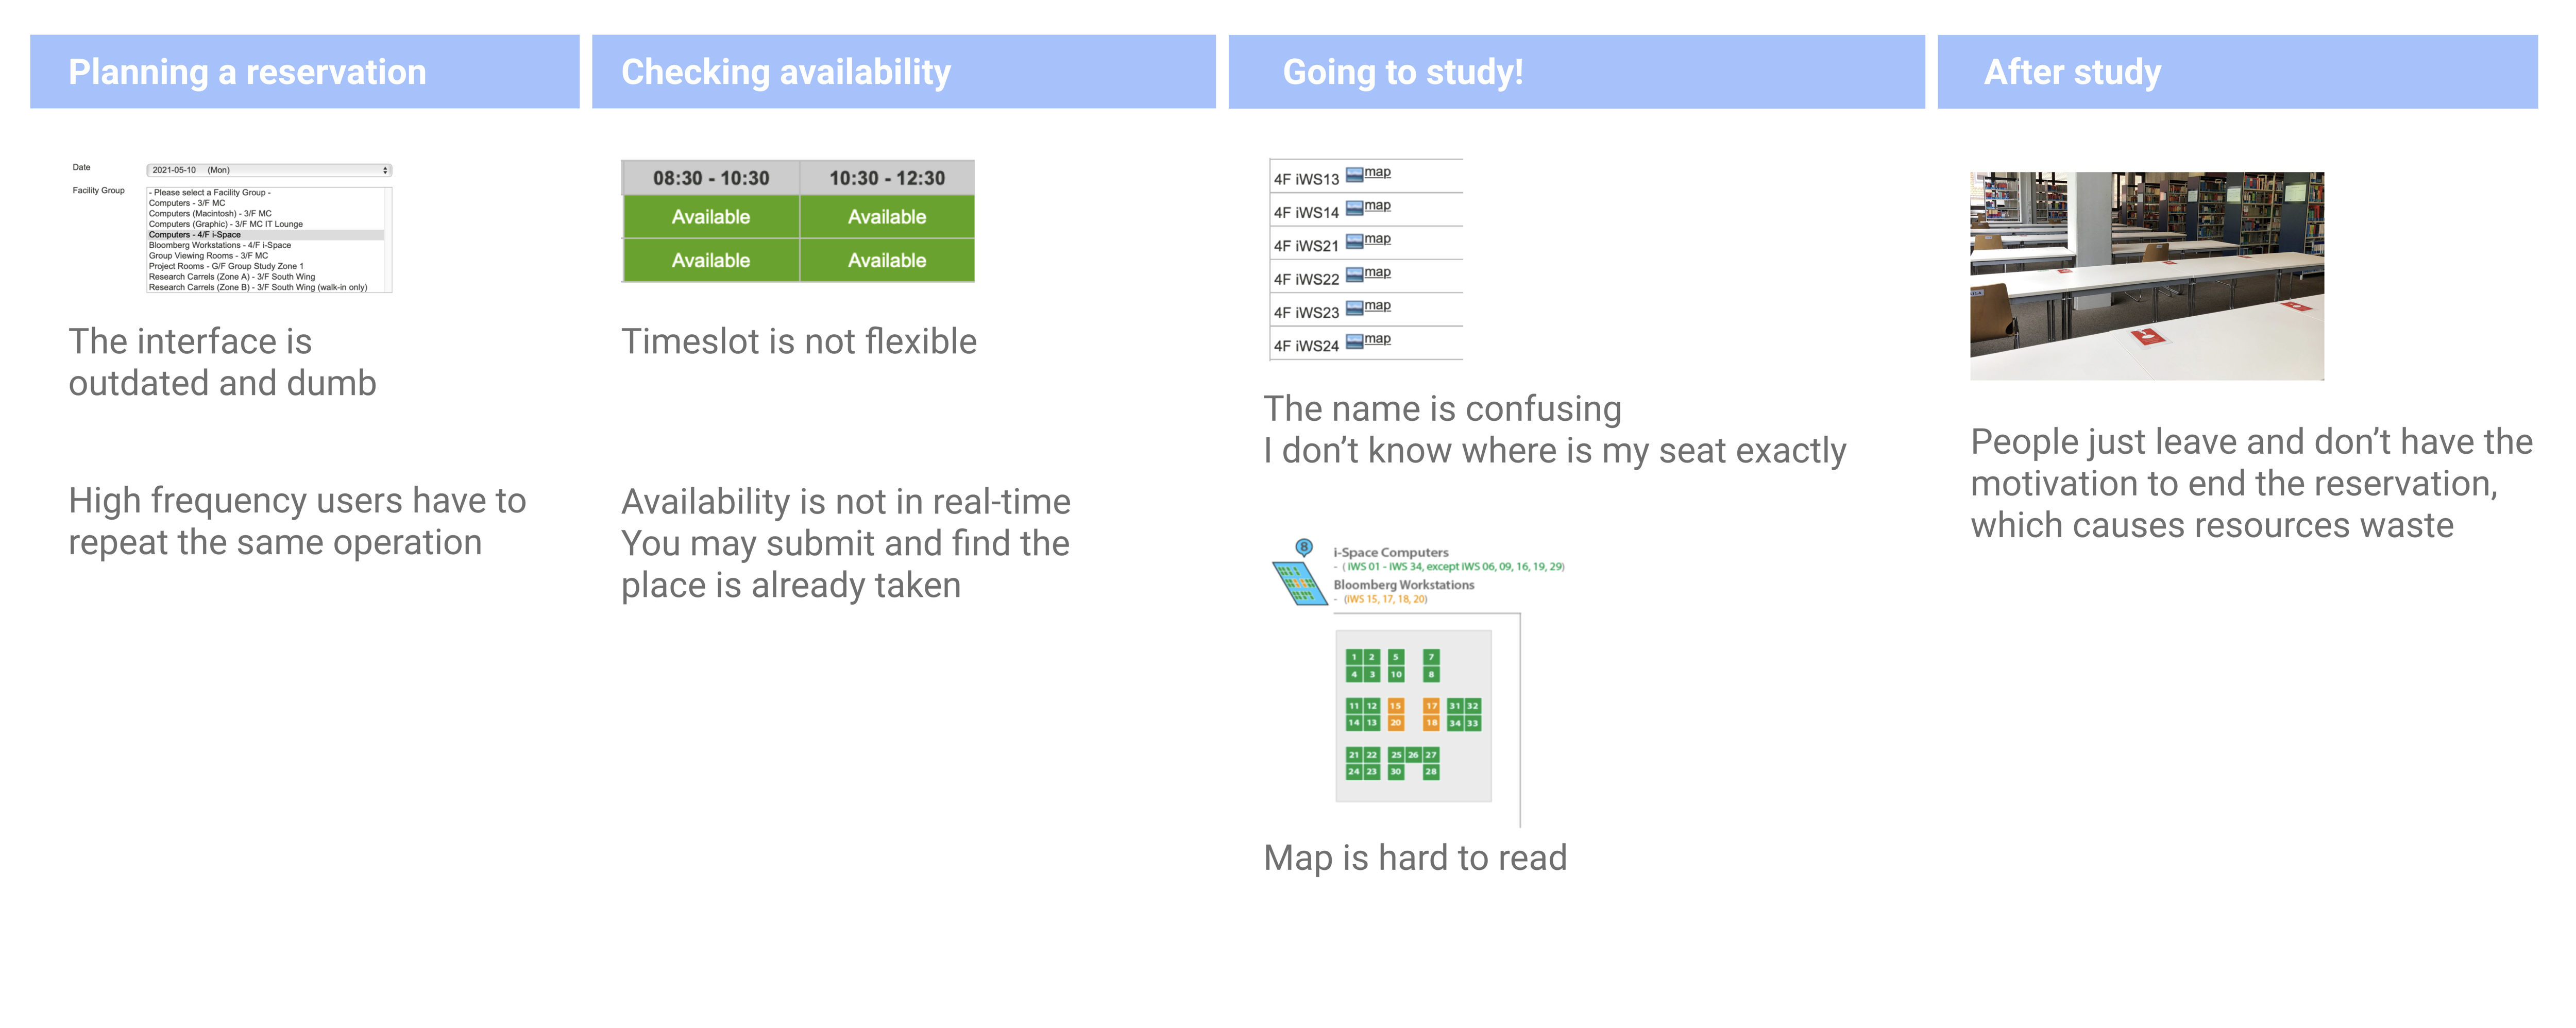 Planning a reservation
Date
2021-05-10 (Mon)
Facility Group
- Please select a Facility Group -
Computers - 3/F MC
Computers (Macintosh) - 3/F MC
Computers (Graphic) - 3/F MC IT Lounge
Computers - 4/F i-Space
Bloomberg Workstations - 4/F i-Space
Group Viewing Rooms - 3/F MC
Project Rooms - G/F Group Study Zone 1
Research Carrels (Zone A) - 3/F South Wing
Research Carrels (Zone B) - 3/F South Wing (walk-in only)
The interface is
outdated and dumb
High frequency users have to
repeat the same operation
Checking availability
08:30 - 10:30 10:30 - 12:30
Available Available
Available Available
Timeslot is not flexible
Availability is not in real-time
You may submit and find the
place is already taken
Going to study!
4F iWS13 map
4F iWS14 map
4F iWS21 map
4F iWS22 map
4F iWS23 map
4F iWS24 map
The name is confusing
I don’t know where is my seat exactly
8
i-Space Computers
- ( IWS 01 - IWS 34, except IWS 06, 09, 16, 19, 29)
Bloomberg Workstations
- (IWS 15, 17, 18, 20)
1 2 5 7
4 3 10 8
11 12 15 17 31 32
14 13 20 18 34 33
21 22 25 26 27
24 23 30 28
Map is hard to read
After study
People just leave and don’t have the
motivation to end the reservation,
which causes resources waste